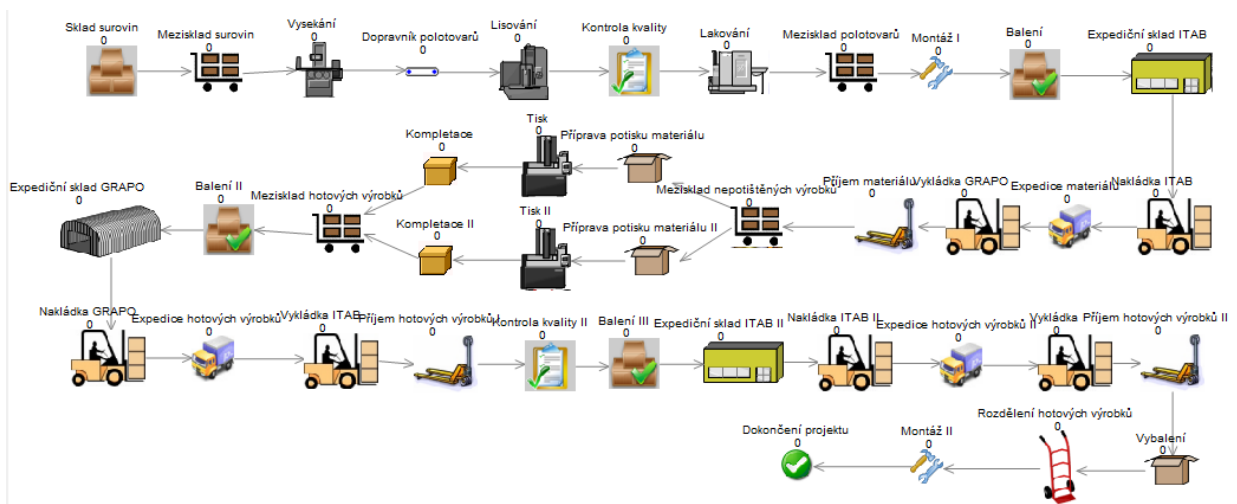 Sklad surovin
0
Mezisklad surovin
0
Vysekání
0
Dopravník polotovarů
0
Lisování
0
Kontrola kvality
0
Lakování
0
Mezisklad polotovarů
0
Montáž I
0
Balení
0
Expediční sklad ITAB
0
Expediční sklad GRAPO
0
Balení II
0
Mezisklad hotových výrobků
0
Kompletace
0
Tisk
0
Příprava potisku materiálu
0
Kompletace II
0
Tisk II
0
Příprava potisku materiálu II
0
Mezisklad nepotištěných výrobků
0
Příjem materiálu
0
Vykládka GRAPO
0
Expedice materiálu
0
Nakládka ITAB
0
Nakládka GRAPO
0
Expedice hotových výrobků
0
Vykládka ITAB
0
Příjem hotových výrobků I
0
Kontrola kvality II
0
Balení III
0
Expediční sklad ITAB II
0
Nakládka ITAB II
0
Expedice hotových výrobků II
0
Vykládka
0
Příjem hotových výrobků II
0
Dokončení projektu
0
Montáž II
0
Rozdělení hotových výrobků
0
Vybalení
0